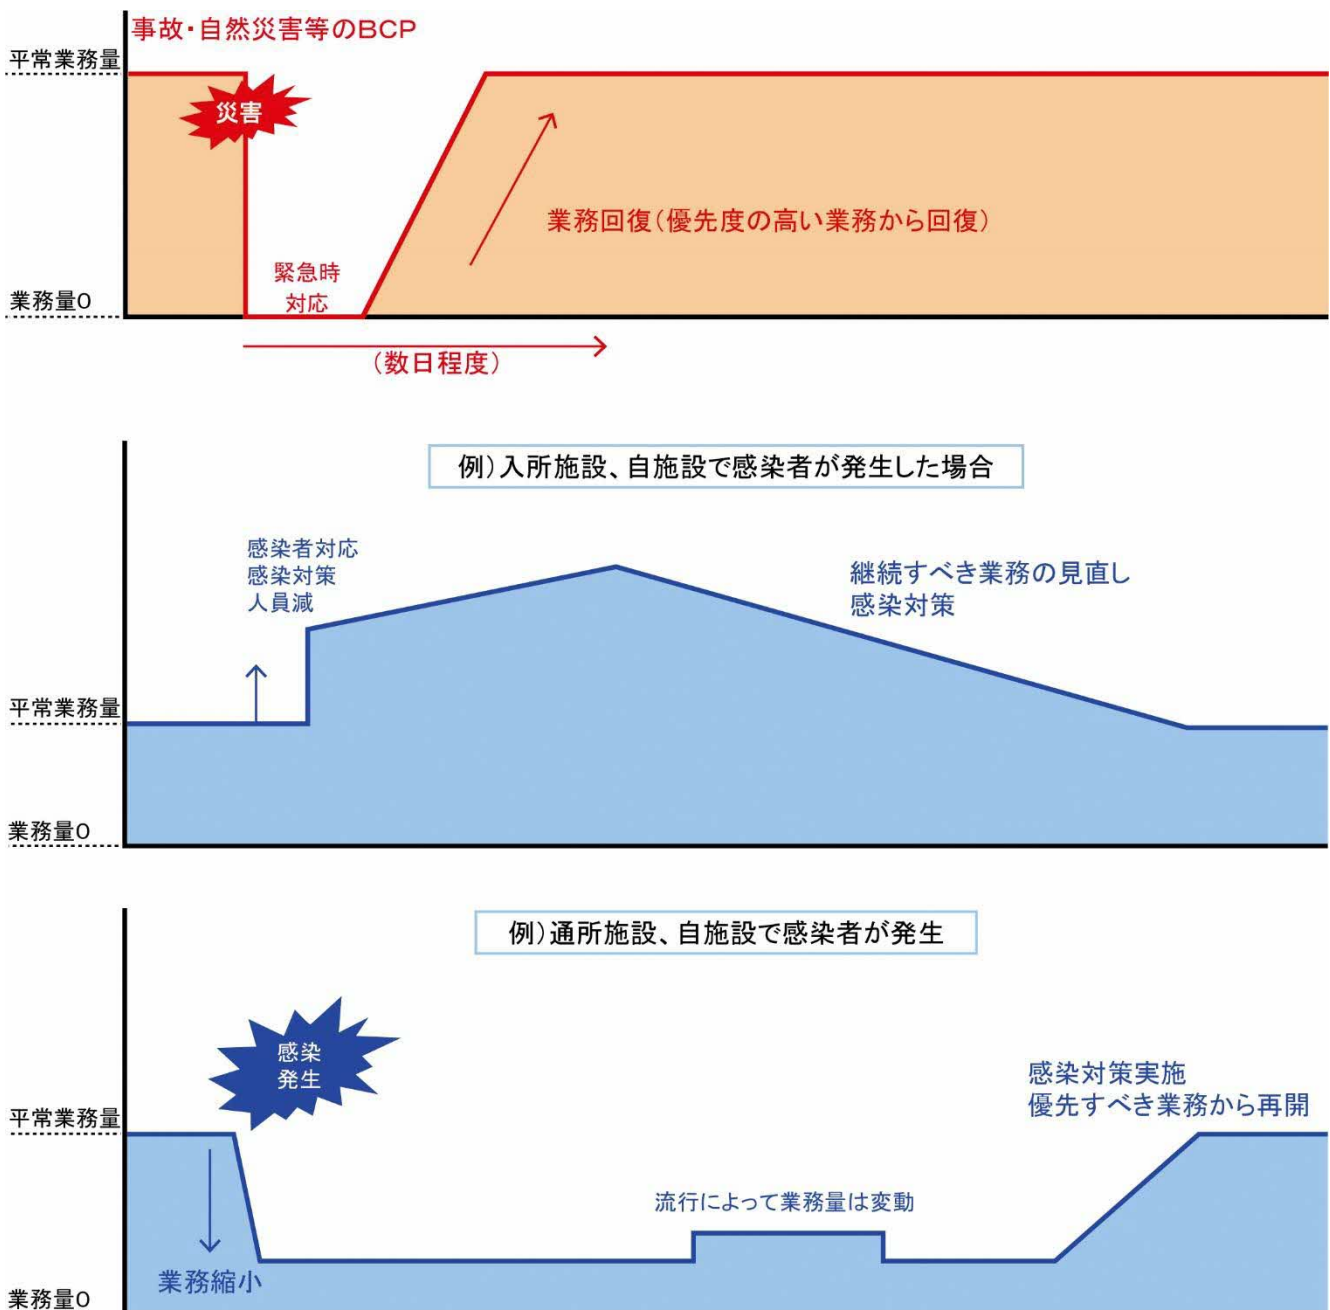 事故・自然災害等のBCP
平常業務量
災害
業務回復(優先度の高い業務から回復)
緊急時
対応
業務量0
(数日程度)
例)入所施設、自施設で感染者が発生した場合
感染者対応
感染対策
人員減
継続すべき業務の見直し
感染対策
平常業務量
業務量0
例)通所施設、自施設で感染者が発生
感染
発生
感染対策実施
優先すべき業務から再開
平常業務量
流行によって業務量は変動
業務縮小
業務量0